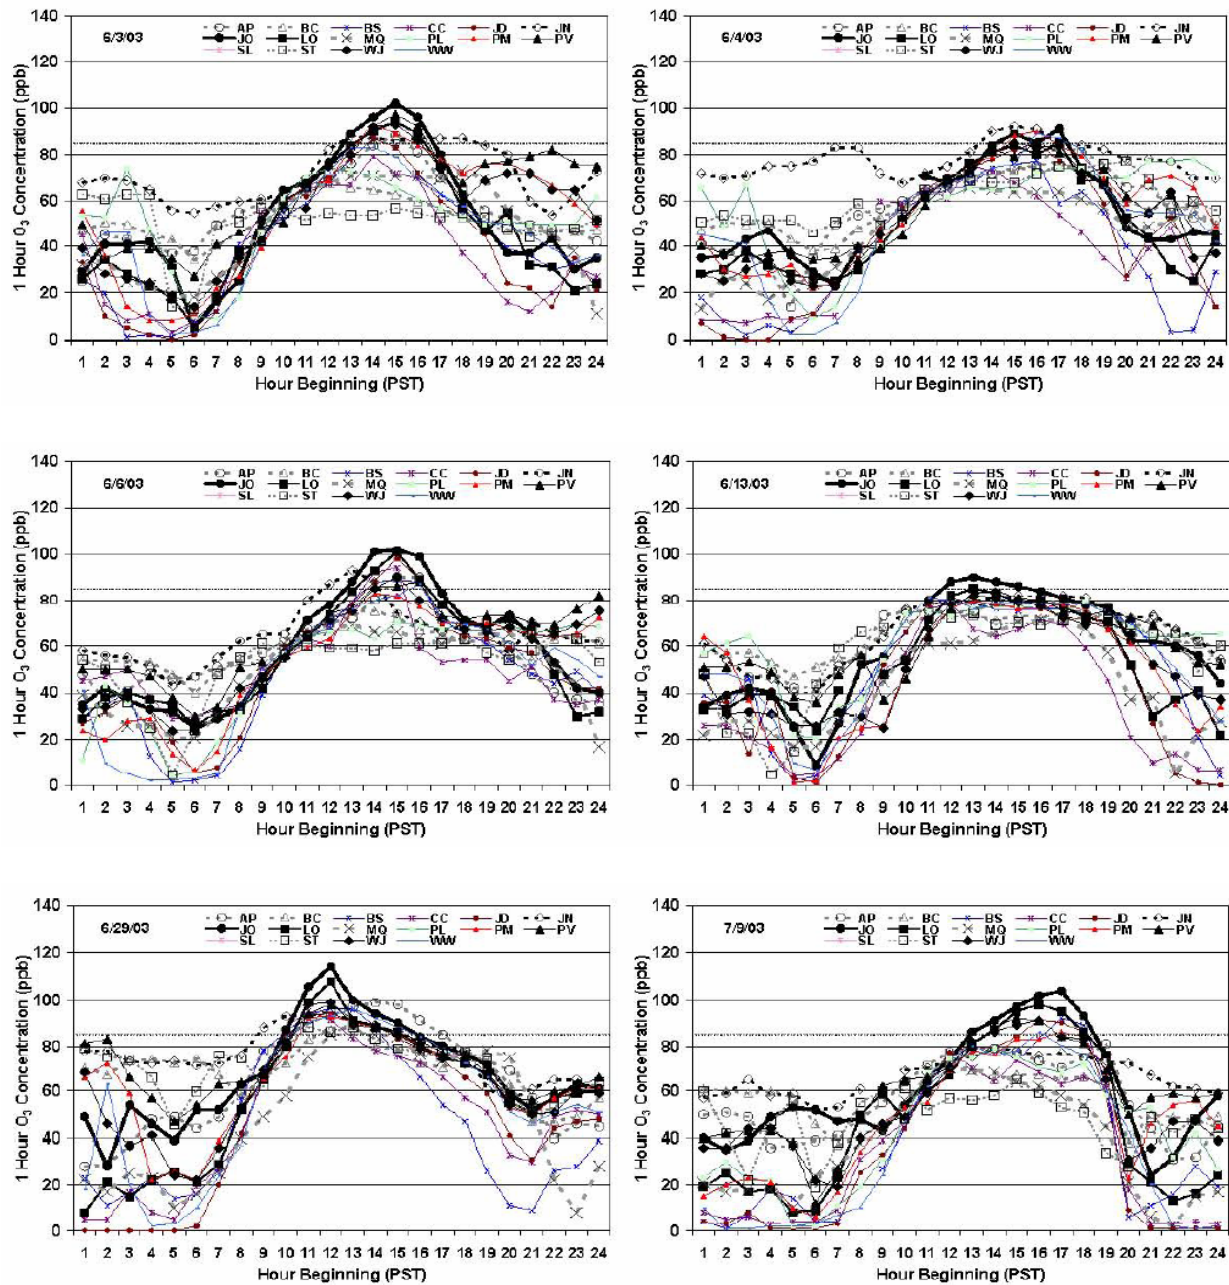 1 Hour 0₃ Concentration (ppb)
140
120
100
80
60
40
20
0
6/3/03
AP BC BS CC JD JN
JO LO MQ PL PM PV
SL ST WJ WW
1 2 3 4 5 6 7 8 9 10 11 12 13 14 15 16 17 18 19 20 21 22 23 24
Hour Beginning (PST)
1 Hour 0₃ Concentration (ppb)
140
120
100
80
60
40
20
0
6/4/03
AP BC BS CC JD JN
JO LO MQ PL PM PV
SL ST WJ WW
1 2 3 4 5 6 7 8 9 10 11 12 13 14 15 16 17 18 19 20 21 22 23 24
Hour Beginning (PST)
1 Hour 0₃ Concentration (ppb)
140
120
100
80
60
40
20
0
6/6/03
AP BC BS CC JD JN
JO LO MQ PL PM PV
SL ST WJ WW
1 2 3 4 5 6 7 8 9 10 11 12 13 14 15 16 17 18 19 20 21 22 23 24
Hour Beginning (PST)
1 Hour 0₃ Concentration (ppb)
140
120
100
80
60
40
20
0
6/13/03
AP BC BS CC JD JN
JO LO MQ PL PM PV
SL ST WJ WW
1 2 3 4 5 6 7 8 9 10 11 12 13 14 15 16 17 18 19 20 21 22 23 24
Hour Beginning (PST)
1 Hour 0₃ Concentration (ppb)
140
120
100
80
60
40
20
0
6/29/03
AP BC BS CC JD JN
JO LO MQ PL PM PV
SL ST WJ WW
1 2 3 4 5 6 7 8 9 10 11 12 13 14 15 16 17 18 19 20 21 22 23 24
Hour Beginning (PST)
1 Hour 0₃ Concentration (ppb)
140
120
100
80
60
40
20
0
7/9/03
AP BC BS CC JD JN
JO LO MQ PL PM PV
SL ST WJ WW
1 2 3 4 5 6 7 8 9 10 11 12 13 14 15 16 17 18 19 20 21 22 23 24
Hour Beginning (PST)